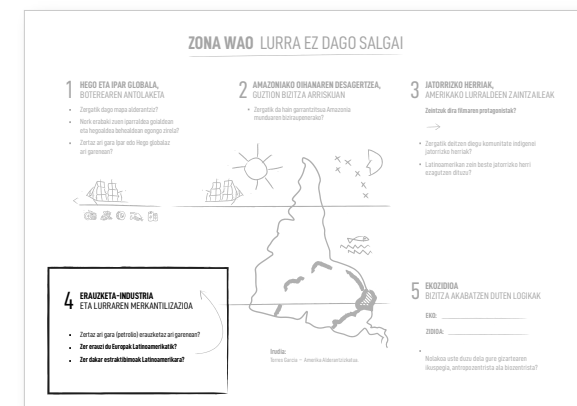 ZONA WAO LURRA EZ DAGO SALGAI
1 HEGO ETA IPAR GLOBALA,
BOTEREAREN ANTOLAKETA
• Zergatik dago mapa alderantziz?
• Nork erabaki zuen iparraldea goialdean
eta hegoaldea behealdean egongo zirela?
• Zertaz ari gara Ipar edo Hego globalaz
ari garenean?
2 AMAZONIAKO OIHANAREN DESAGERTZEA,
GUZTION BIZITZA ARRISKUAN
• Zergatik da hain garrantzitsua Amazonia
munduaren biziraupenerako?
3 JATORRIZKO HERRIAK,
AMERIKAKO LURRALDEEN ZAINTZAILEAK
Zeintzuk dira filmaren protagonistak?
• Zergatik deitzen diegu komunitate indigenei
jatorrizko herriak?
• Latinoamerikan zein beste jatorrizko herri
ezagutzen dituzu?
4 ERAUZKETA-INDUSTRIA
ETA LURRAREN MERKANTILIZAZIOA
• Zertaz ari gara (petrolio) erauzketaz ari garenean?
• Zer erauzi du Europak Latinoamerikatik?
• Zer dakar estraktibimoak Latinoamerikara?
Irudia:
Torres García - Amerika Alderantzizkatua.
5 EKOZIDIOA
BIZITZA AKABATZEN DUTEN LOGIKAK
EKO:
ZIDIOA:
• Nolakoa uste duzu dela gure gizartearen
ikuspegia, antropozentrista ala biozentrista?